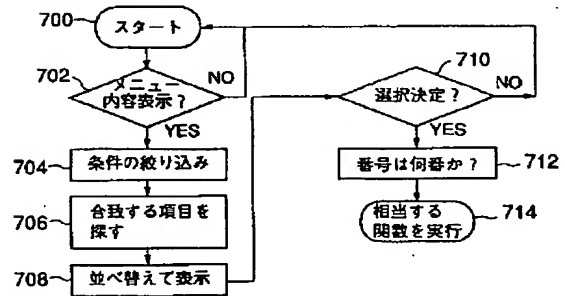 700
スタート
702
メニュー
内容表示？
NO
YES
704
条件の絞り込み
706
合致する項目を
探す
708
並べ替えて表示
710
選択決定？
NO
YES
番号は何番か？
712
相当する
関数を実行
714